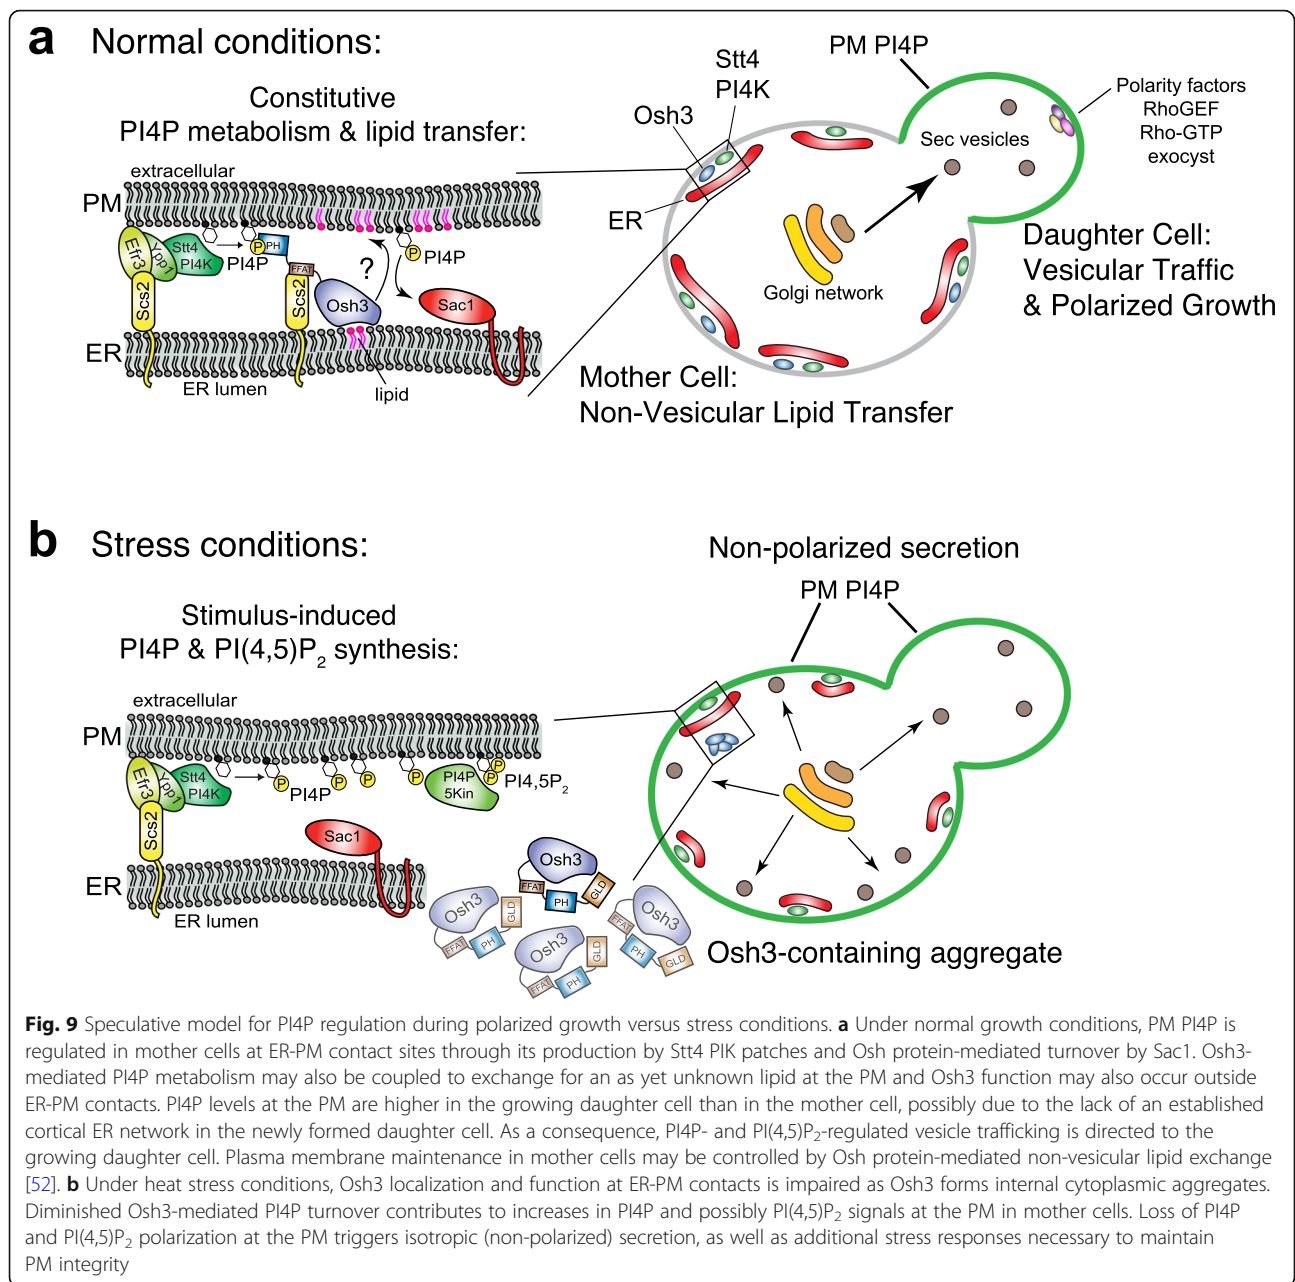 a Normal conditions:
Constitutive
PI4P metabolism & lipid transfer:
extracellular
PM
Efr3
Ypp1
Stt4
PI4K
PI4P
P
PH
FFAT
Scs2
Scs2
Osh3
?
P
PI4P
Sac1
ER
ER lumen
lipid
Stt4
PI4K
Osh3
ER
PM PI4P
Sec vesicles
Polarity factors
RhoGEF
Rho-GTP
exocyst
Golgi network
Daughter Cell:
Vesicular Traffic
& Polarized Growth
Mother Cell:
Non-Vesicular Lipid Transfer
b Stress conditions:
Stimulus-induced
PI4P & PI(4,5)P2 synthesis:
extracellular
PM
Efr3
Ypp1
Stt4
PI4K
P
PI4P
P
P
P
PI4P
5Kin
P
P
PI4,5P2
Scs2
Sac1
ER
ER lumen
Osh3
FFAT
PH
GLD
Osh3
FFAT
PH
GLD
Osh3
FFAT
PH
GLD
Osh3
FFAT
PH
GLD
Non-polarized secretion
PM PI4P
Osh3-containing aggregate
Fig. 9 Speculative model for PI4P regulation during polarized growth versus stress conditions. a Under normal growth conditions, PM PI4P is
regulated in mother cells at ER-PM contact sites through its production by Stt4 PIK patches and Osh protein-mediated turnover by Sac1. Osh3-
mediated PI4P metabolism may also be coupled to exchange for an as yet unknown lipid at the PM and Osh3 function may also occur outside
ER-PM contacts. PI4P levels at the PM are higher in the growing daughter cell than in the mother cell, possibly due to the lack of an established
cortical ER network in the newly formed daughter cell. As a consequence, PI4P- and PI(4,5)P2-regulated vesicle trafficking is directed to the
growing daughter cell. Plasma membrane maintenance in mother cells may be controlled by Osh protein-mediated non-vesicular lipid exchange
[52]. b Under heat stress conditions, Osh3 localization and function at ER-PM contacts is impaired as Osh3 forms internal cytoplasmic aggregates.
Diminished Osh3-mediated PI4P turnover contributes to increases in PI4P and possibly PI(4,5)P2 signals at the PM in mother cells. Loss of PI4P
and PI(4,5)P2 polarization at the PM triggers isotropic (non-polarized) secretion, as well as additional stress responses necessary to maintain
PM integrity